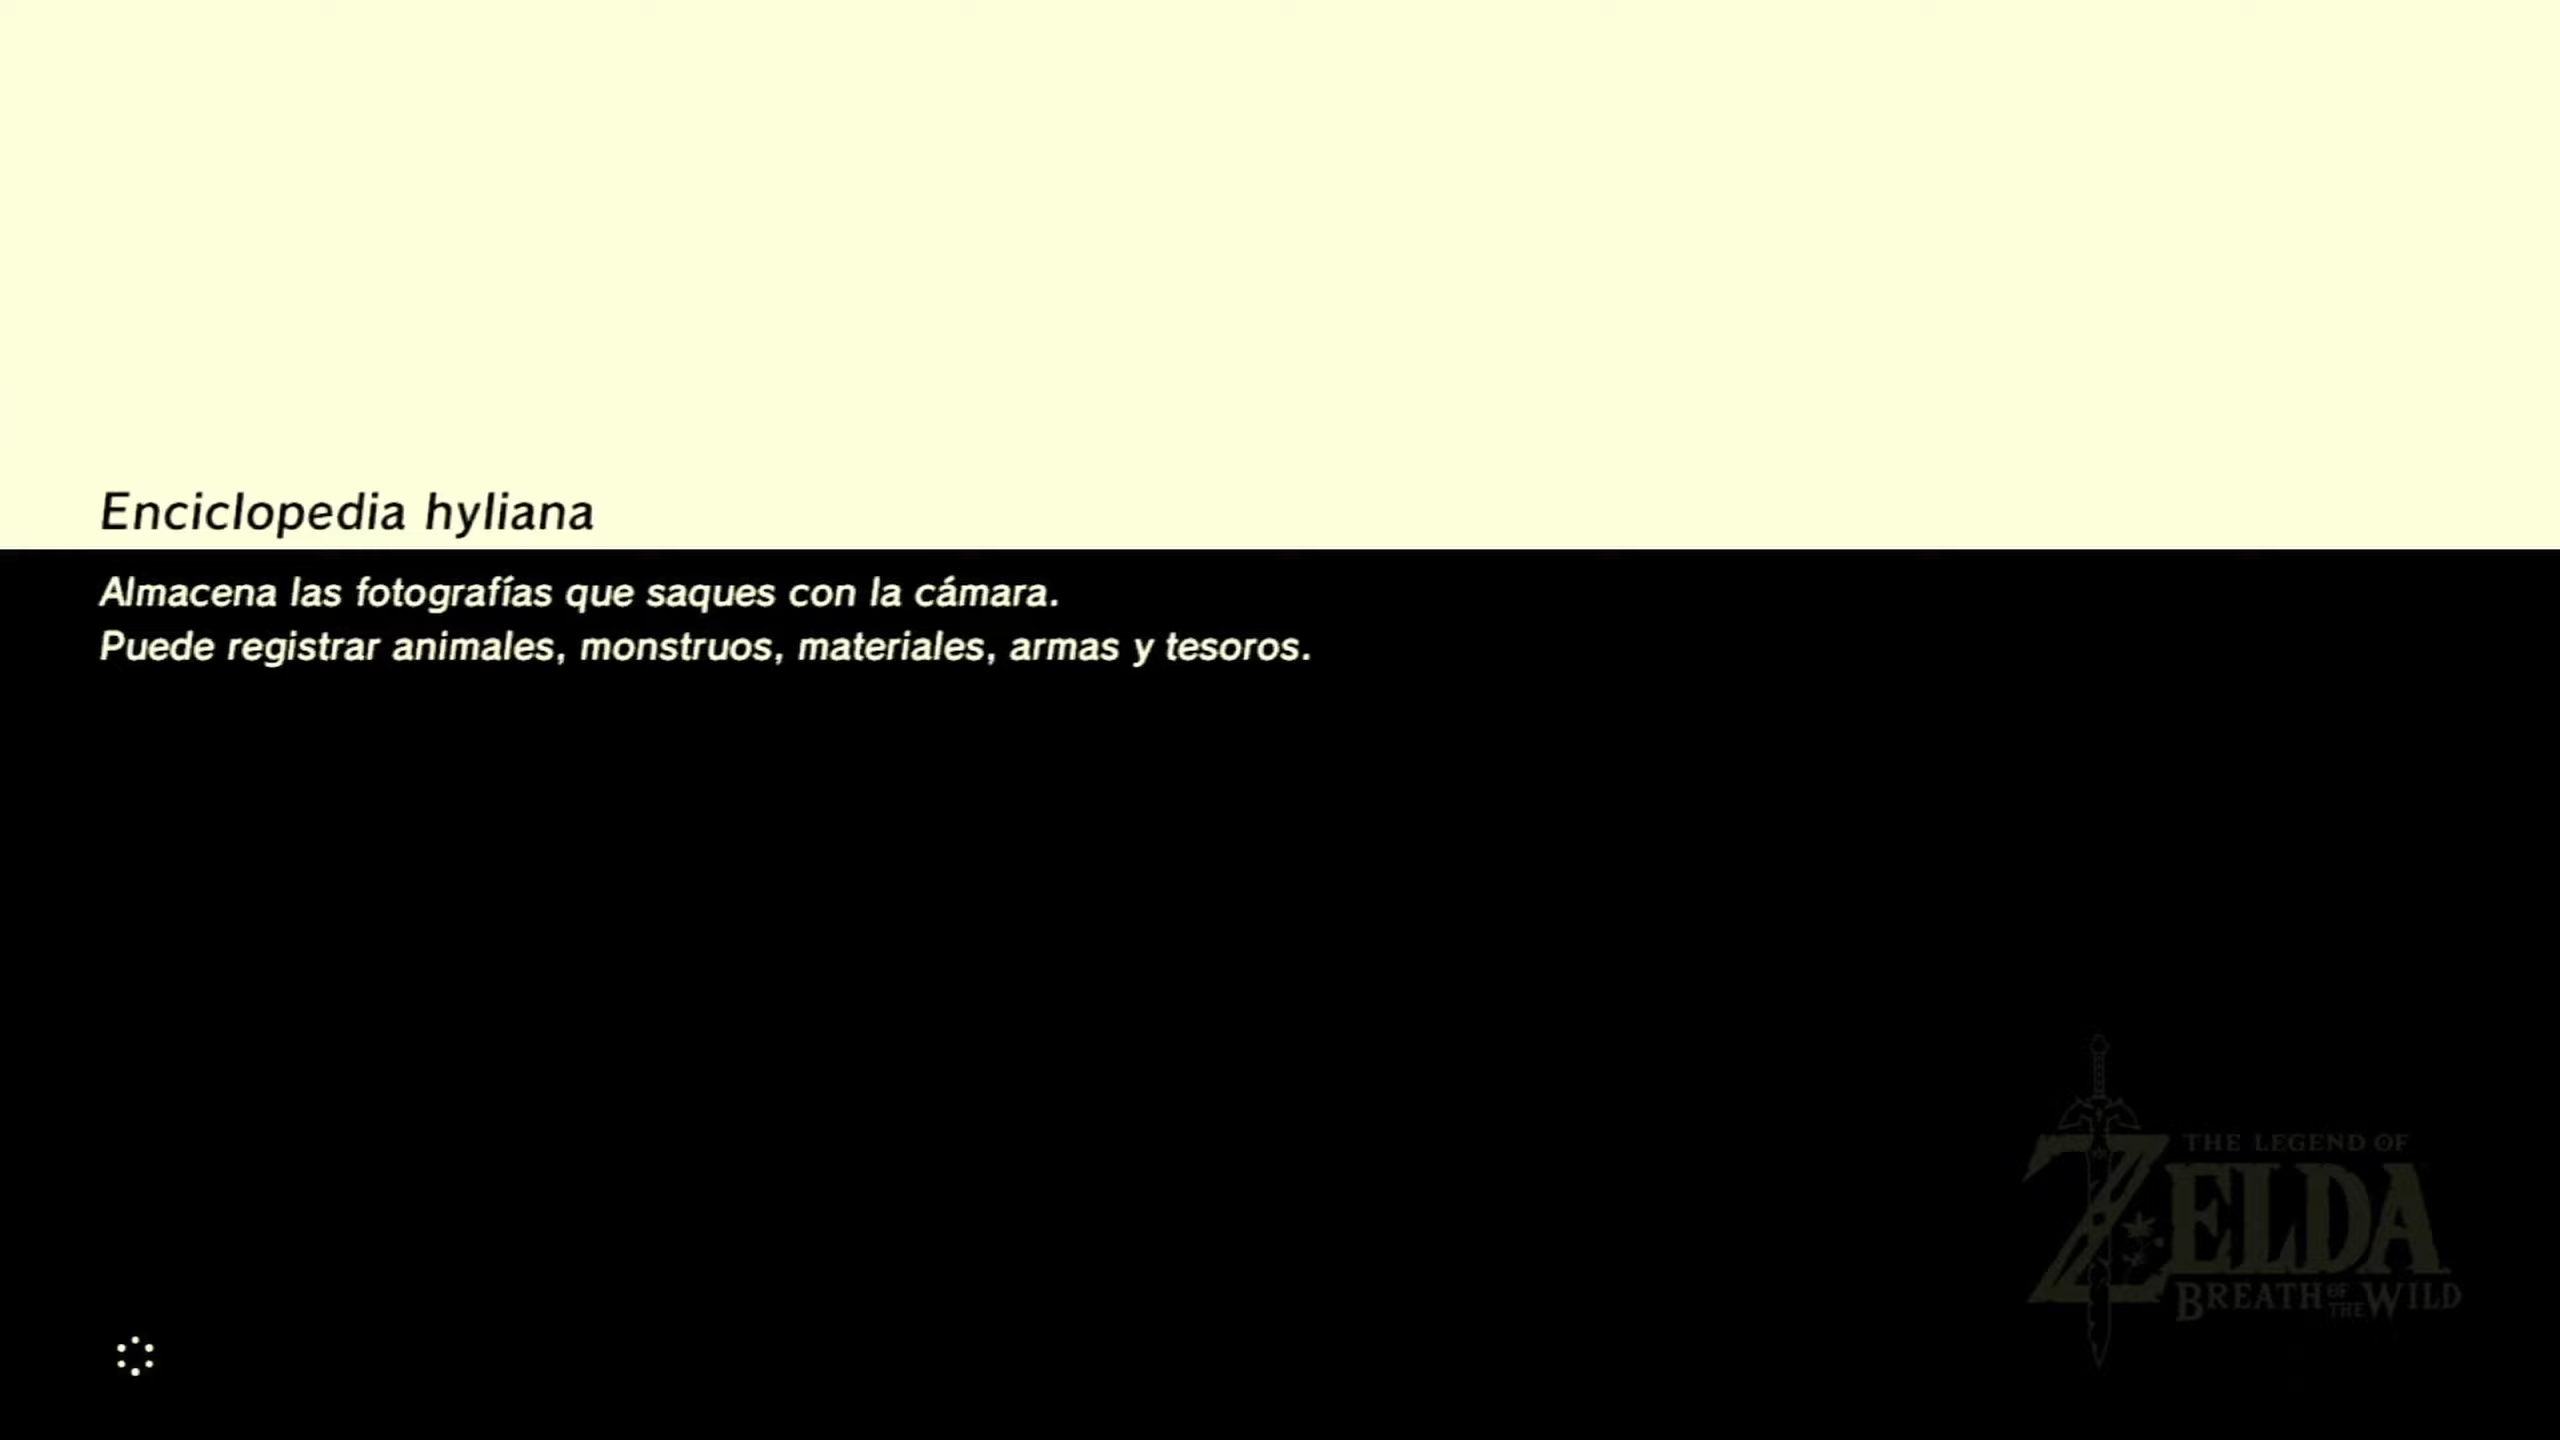 Enciclopedia hyliana
Almacena las fotografías que saques con la cámara.
Puede registrar animales, monstruos, materiales, armas y tesoros.
THE LEGEND OF
ZELDA
BREATH OF THE WILD